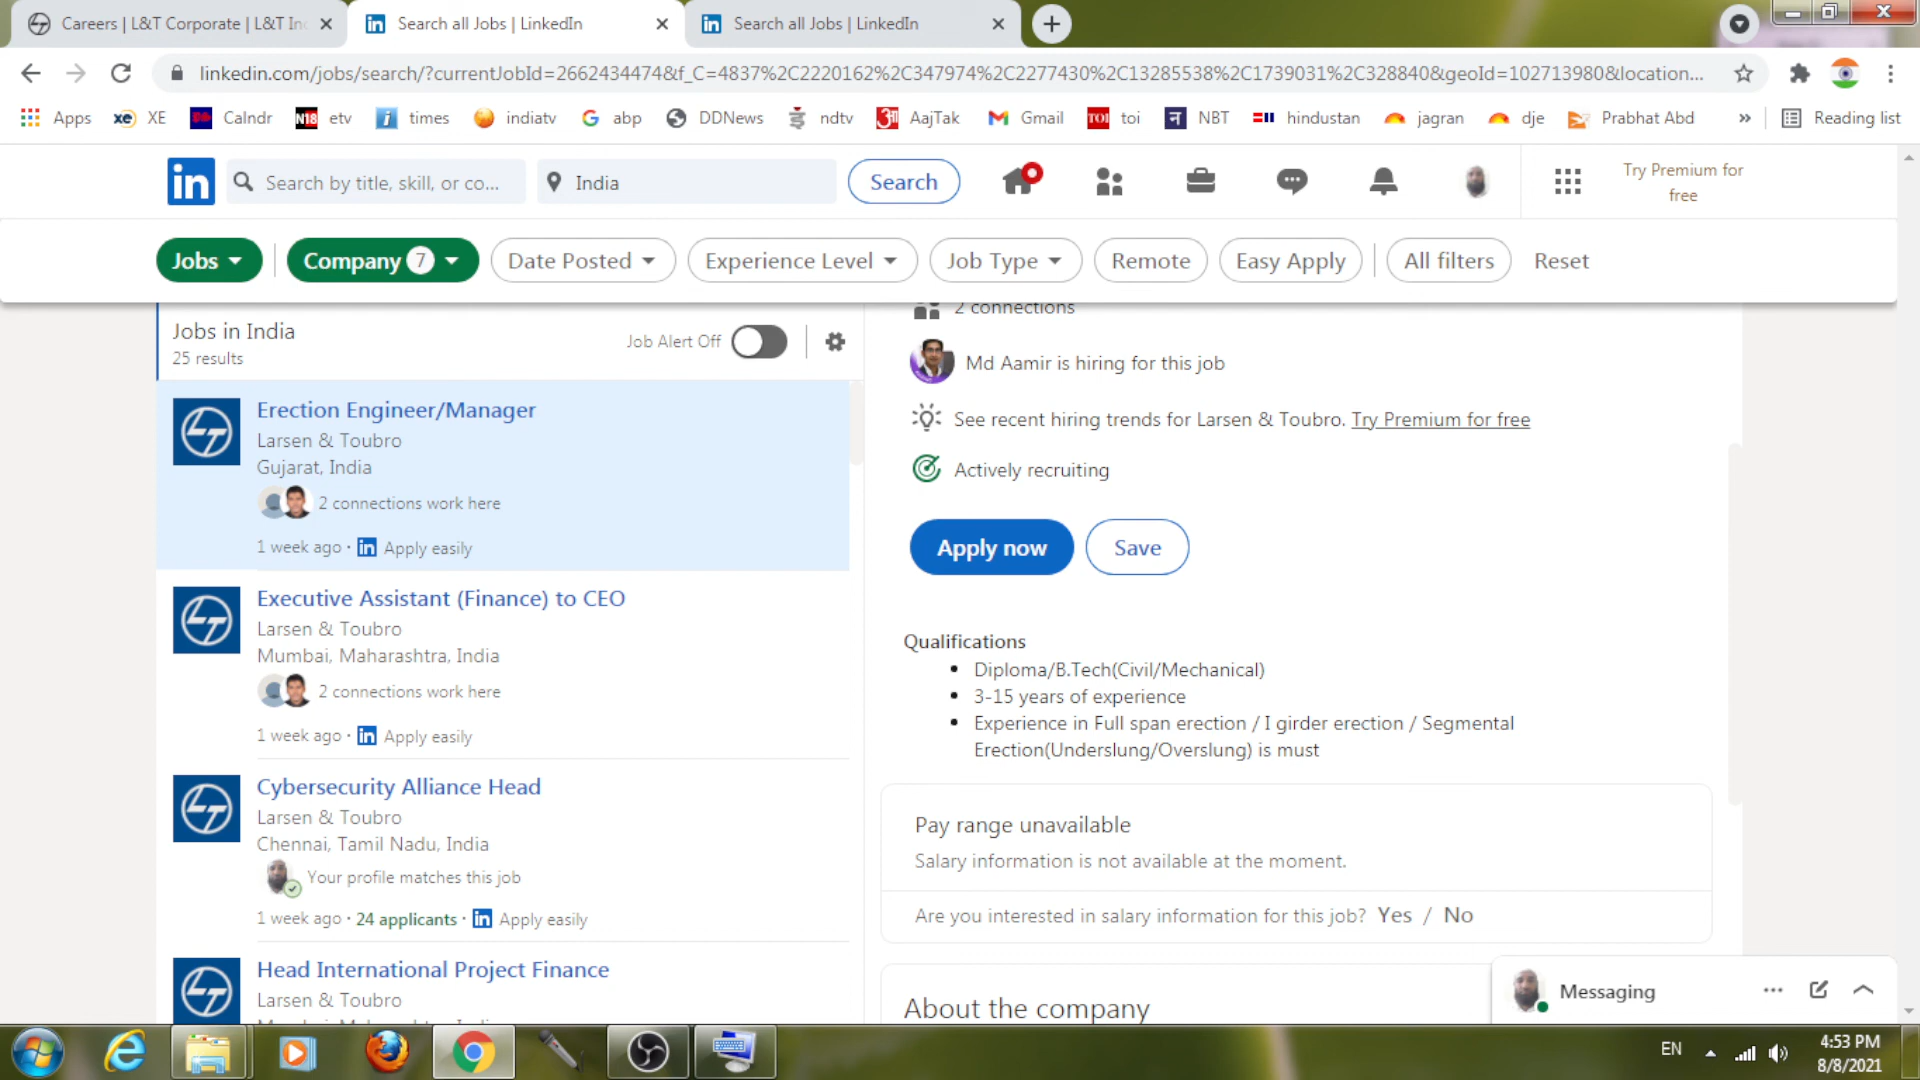 Careers | L&T Corporate | L&T In
Search all Jobs | LinkedIn
Search all Jobs | LinkedIn
linkedin.com/jobs/search/?currentJobId=2662434474&f_C=4837%2C2220162%2C347974%2C2277430%2C13285538%2C1739031%2C328840&geoId=102713980&location...
Apps XE Calndr etv times indiatv abp DDNews ndtv AajTak Gmail toi NBT hindustan jagran dje Prabhat Abd » Reading list
in Search by title, skill, or co... India Search Try Premium for
free
Jobs Company 7 Date Posted Experience Level Job Type Remote Easy Apply All filters Reset
Jobs in India
25 results
Job Alert Off
Erection Engineer/Manager
Larsen & Toubro
Gujarat, India
2 connections work here
1 week ago · in Apply easily
Executive Assistant (Finance) to CEO
Larsen & Toubro
Mumbai, Maharashtra, India
2 connections work here
1 week ago · in Apply easily
Cybersecurity Alliance Head
Larsen & Toubro
Chennai, Tamil Nadu, India
Your profile matches this job
1 week ago · 24 applicants · in Apply easily
Head International Project Finance
Larsen & Toubro
2 connections
Md Aamir is hiring for this job
See recent hiring trends for Larsen & Toubro. Try Premium for free
Actively recruiting
Apply now Save
Qualifications
• Diploma/B.Tech(Civil/Mechanical)
• 3-15 years of experience
• Experience in Full span erection / I girder erection / Segmental
Erection(Underslung/Overslung) is must
Pay range unavailable
Salary information is not available at the moment.
Are you interested in salary information for this job? Yes / No
About the company
Messaging
EN
4:53 PM
8/8/2021